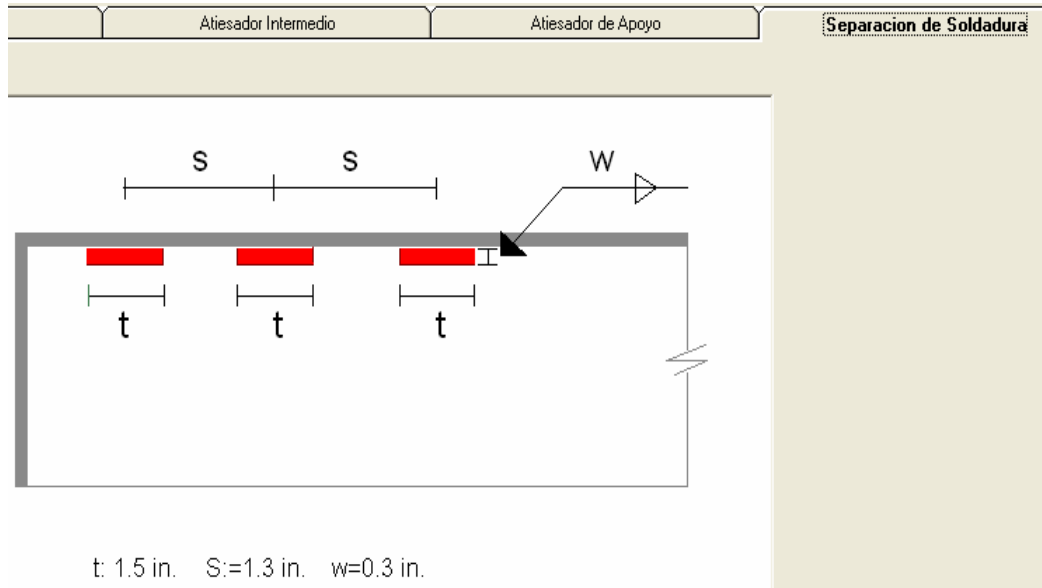 Atiesador Intermedio
Atiesador de Apoyo
Separacion de Soldadura
S
S
W
t
t
t
t: 1.5 in. S:=1.3 in. w=0.3 in.